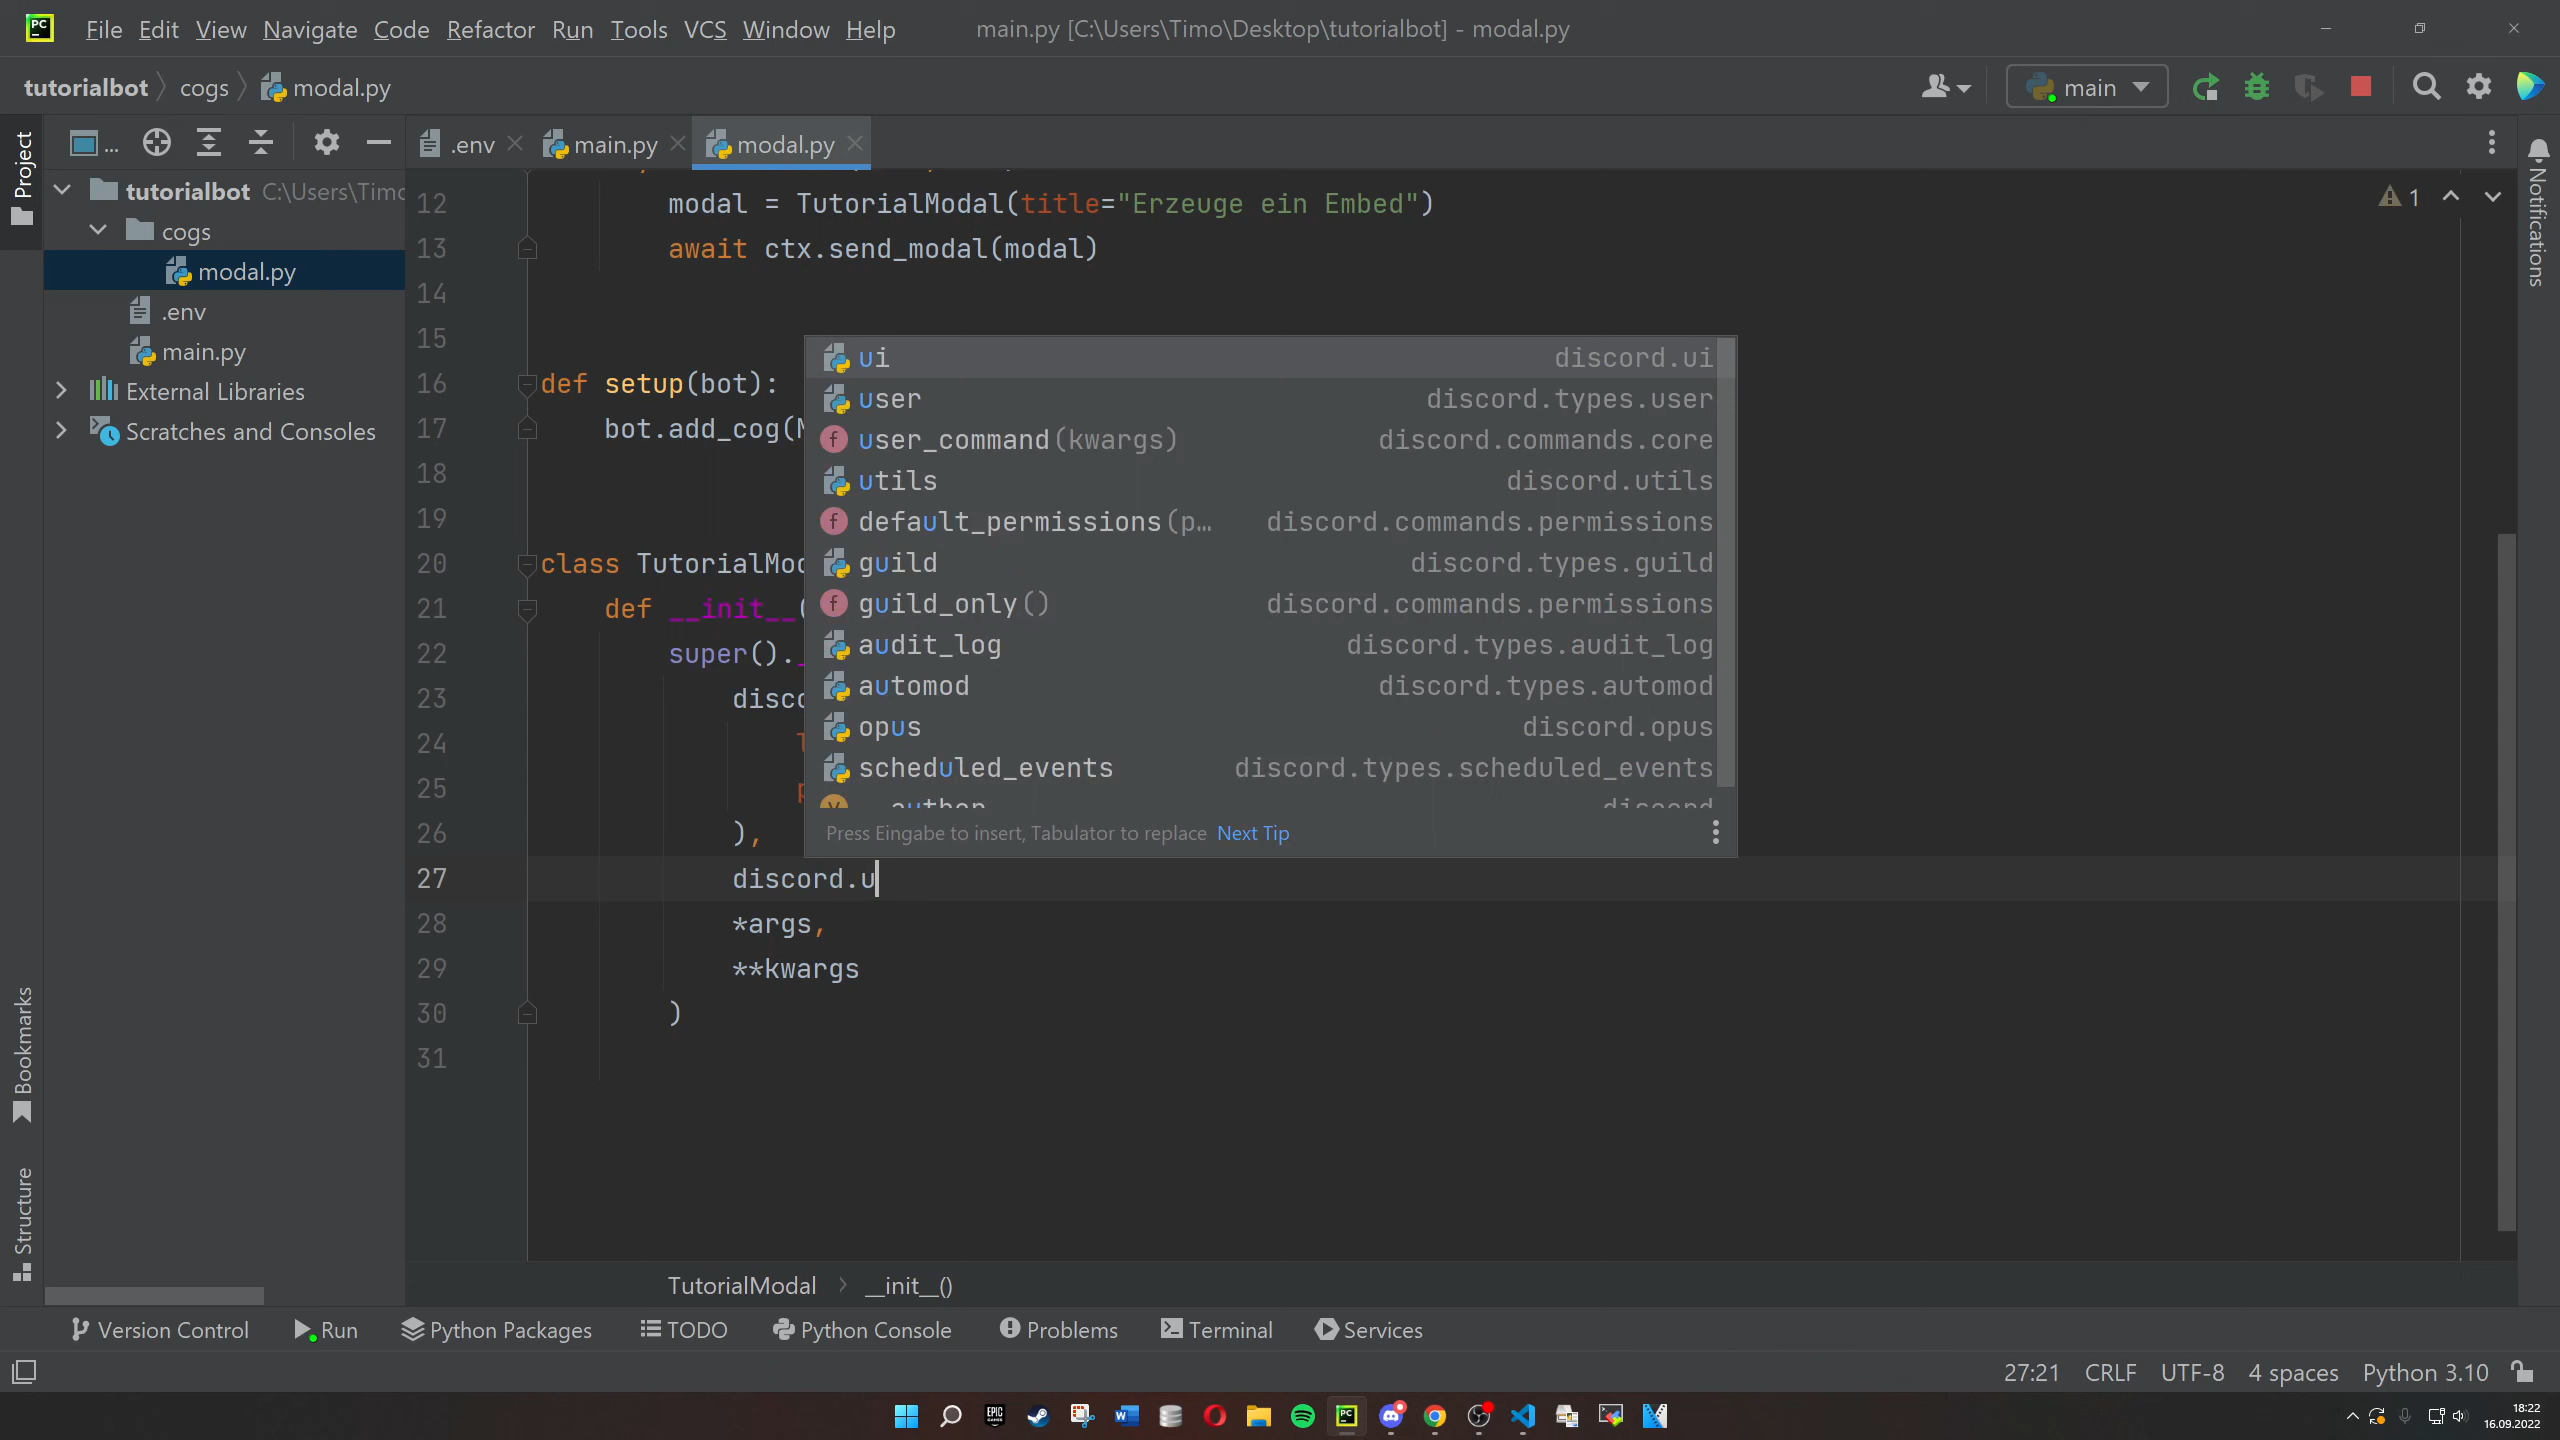 PC File Edit View Navigate Code Refactor Run Tools VCS Window Help main.py [C:\Users\Timo\Desktop\tutorialbot] - modal.py
tutorialbot cogs modal.py main
Project
...
.env main.py modal.py
Notifications
tutorialbot C:\Users\Timo
cogs
modal.py
.env
main.py
External Libraries
Scratches and Consoles
12 modal = TutorialModal(title="Erzeuge ein Embed")
1
13 await ctx.send_modal(modal)
14
15
16 def setup(bot):
17 bot.add_cog(
18
19
20 class TutorialMod
21 def __init__(
22 super().
23 disco
24
25
26 ),
27 discord.u
28 *args,
29 **kwargs
30 )
31
ui discord.ui
user discord.types.user
user_command(kwargs) discord.commands.core
utils discord.utils
default_permissions(p… discord.commands.permissions
guild discord.types.guild
guild_only() discord.commands.permissions
audit_log discord.types.audit_log
automod discord.types.automod
opus discord.opus
scheduled_events discord.types.scheduled_events
Press Eingabe to insert, Tabulator to replace Next Tip
Bookmarks
Structure
TutorialModal __init__()
Version Control Run Python Packages TODO Python Console Problems Terminal Services
27:21 CRLF UTF-8 4 spaces Python 3.10
EPIC GAMES
PC
18:22
16.09.2022